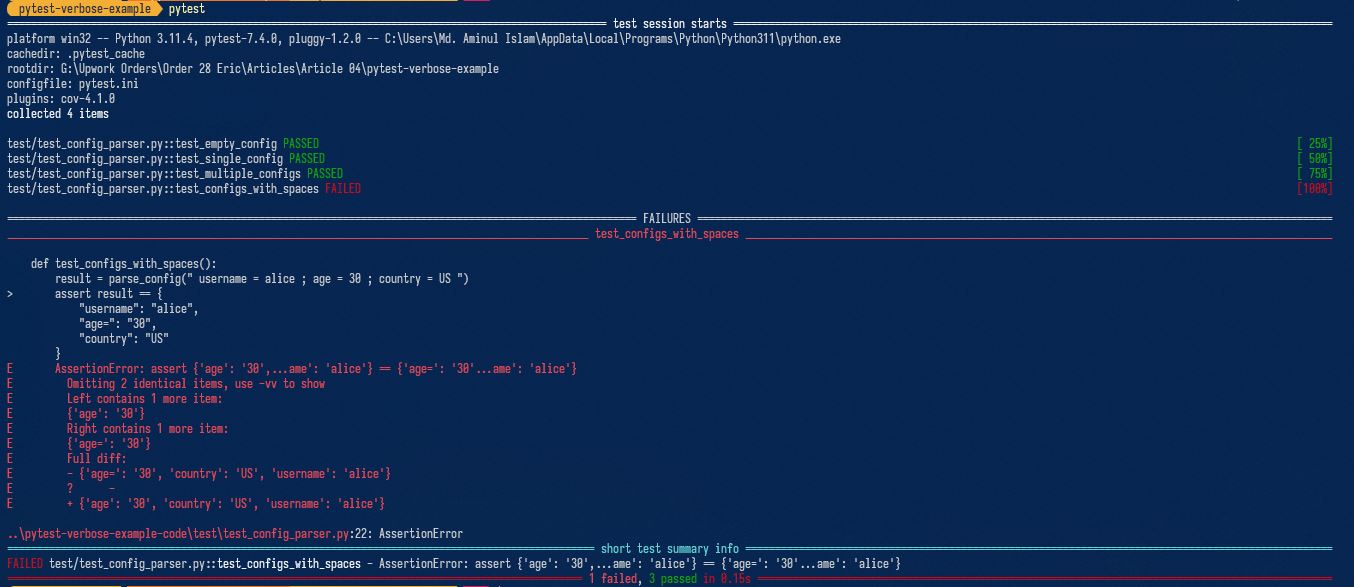 pytest-verbose-example pytest
test session starts
platform win32 -- Python 3.11.4, pytest-7.4.0, pluggy-1.2.0 -- C:\Users\Md. Aminul Islam\AppData\Local\Programs\Python\Python311\python.exe
cachedir: .pytest_cache
rootdir: G:\Upwork Orders\Order 28 Eric\Articles\Article 04\pytest-verbose-example
configfile: pytest.ini
plugins: cov-4.1.0
collected 4 items
test/test_config_parser.py::test_empty_config PASSED [ 25%]
test/test_config_parser.py::test_single_config PASSED [ 50%]
test/test_config_parser.py::test_multiple_configs PASSED [ 75%]
test/test_config_parser.py::test_configs_with_spaces FAILED [100%]
FAILURES
test_configs_with_spaces
def test_configs_with_spaces():
result = parse_config(" username = alice ; age = 30 ; country = US ")
> assert result == {
"username": "alice",
"age=": "30",
"country": "US"
}
E AssertionError: assert {'age': '30',...ame': 'alice'} == {'age=': '30'...ame': 'alice'}
E Omitting 2 identical items, use -vv to show
E Left contains 1 more item:
E {'age': '30'}
E Right contains 1 more item:
E {'age=': '30'}
E Full diff:
E - {'age=': '30', 'country': 'US', 'username': 'alice'}
E ? -
E + {'age': '30', 'country': 'US', 'username': 'alice'}
..\pytest-verbose-example-code\test\test_config_parser.py:22: AssertionError
short test summary info
FAILED test/test_config_parser.py::test_configs_with_spaces - AssertionError: assert {'age': '30',...ame': 'alice'} == {'age=': '30'...ame': 'alice'}
1 failed, 3 passed in 0.15s